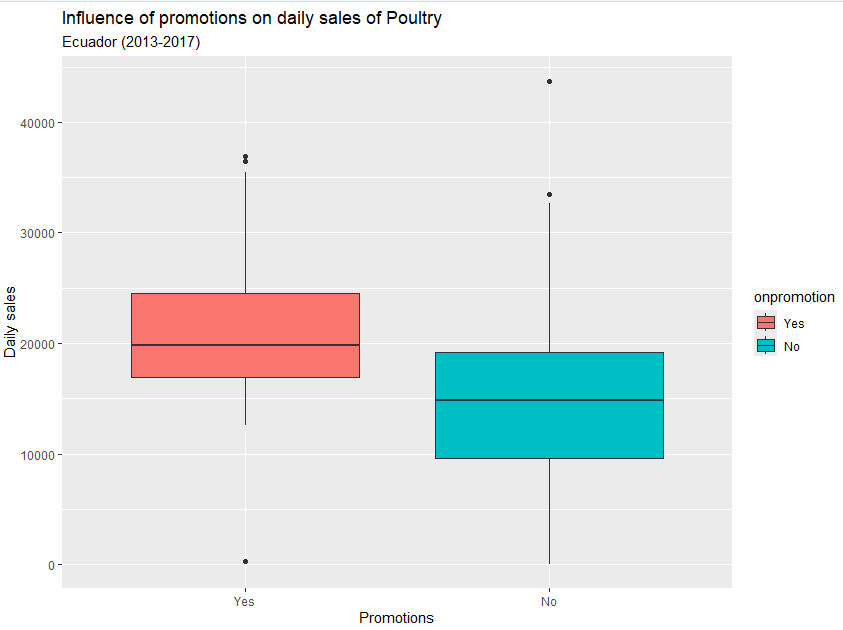 Influence of promotions on daily sales of Poultry
Ecuador (2013-2017)
Daily sales
40000
30000
20000
10000
0
Yes
No
Promotions
onpromotion
Yes
No